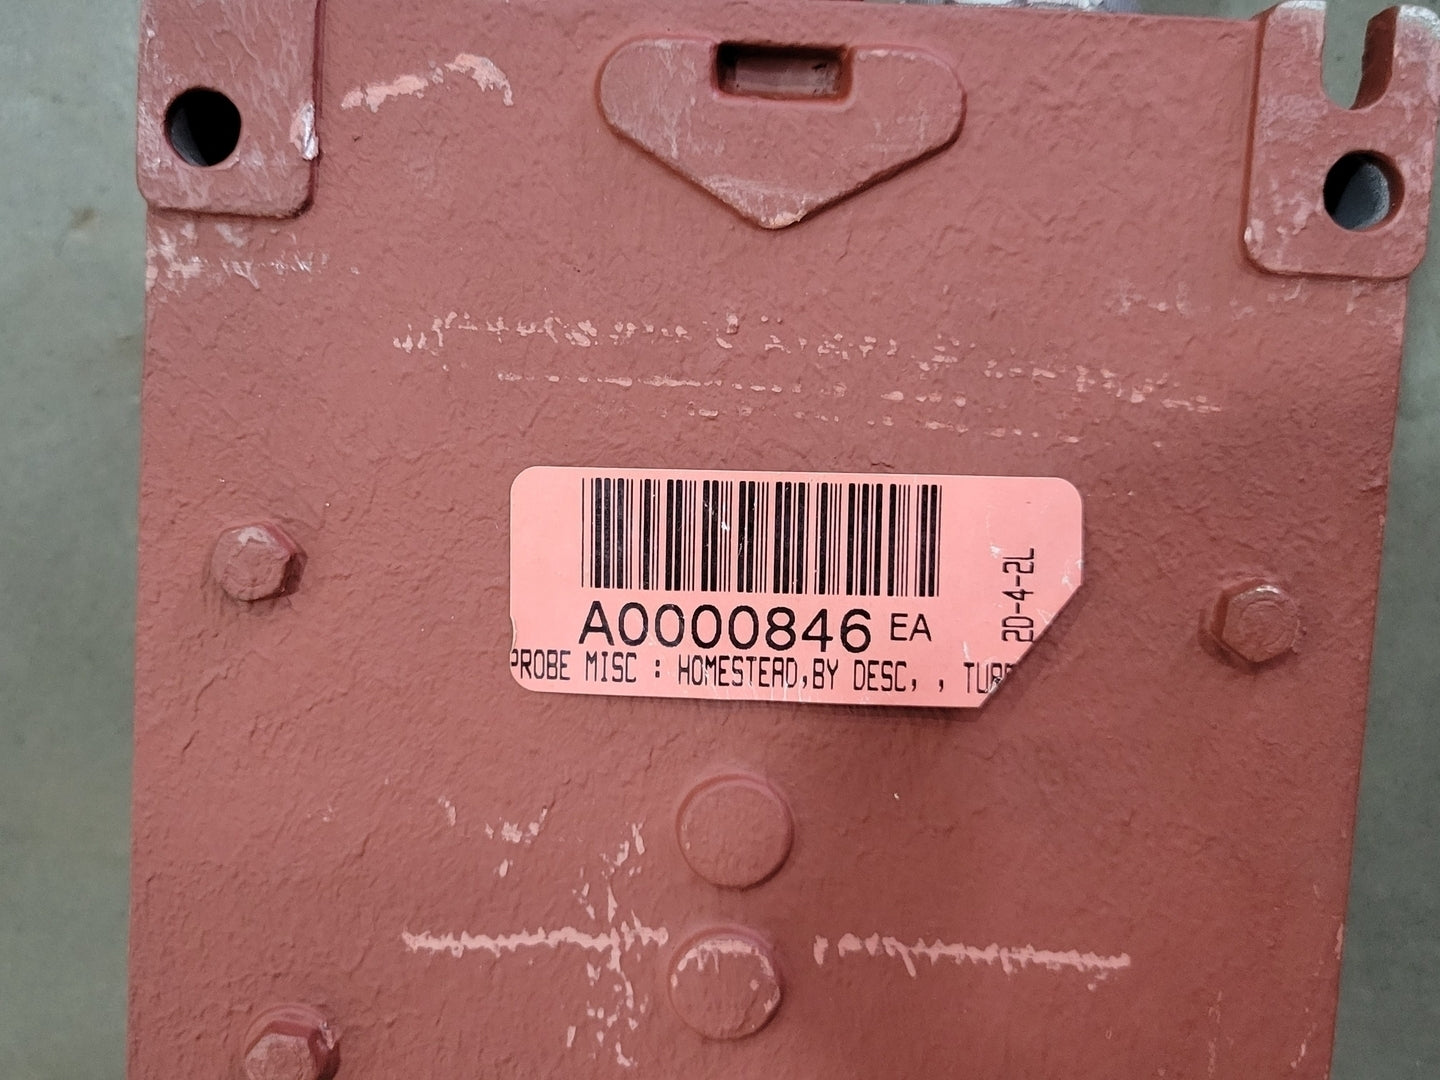 A0000846 EA
PROBE MISC : HOMESTEAD,BY DESC, ,
2D-4-2L